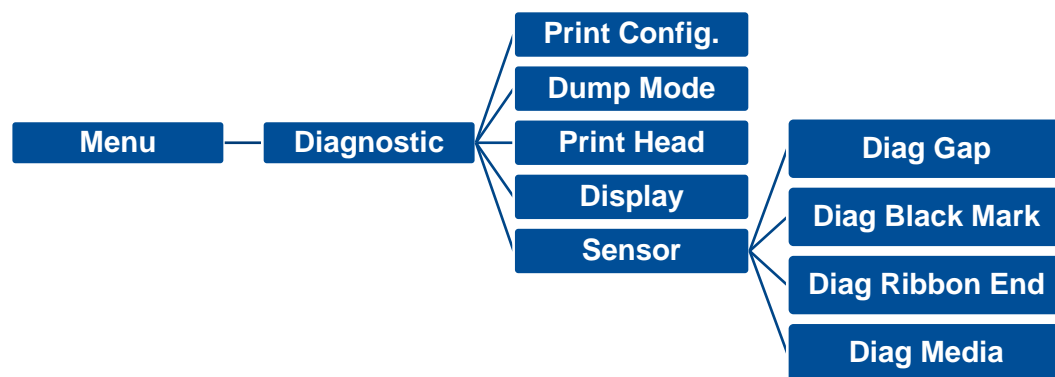 Menu
Diagnostic
Print Config.
Dump Mode
Print Head
Display
Sensor
Diag Gap
Diag Black Mark
Diag Ribbon End
Diag Media